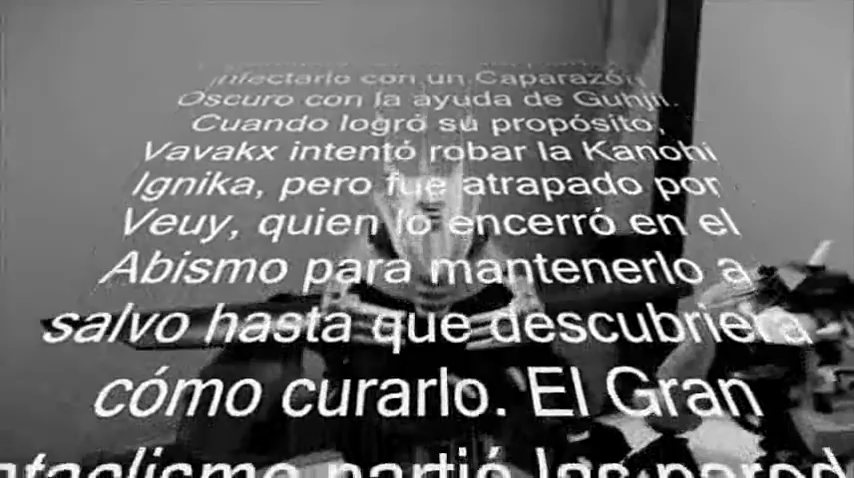 infectarlo con un Caparazón
Oscuro con la ayuda de Guhjii.
Cuando logró su propósito,
Vavakx intentó robar la Kanohi
Ignika, pero fue atrapado por
Veuy, quien lo encerró en el
Abismo para mantenerlo a
salvo hasta que descubriera
cómo curarlo. El Gran
partió las